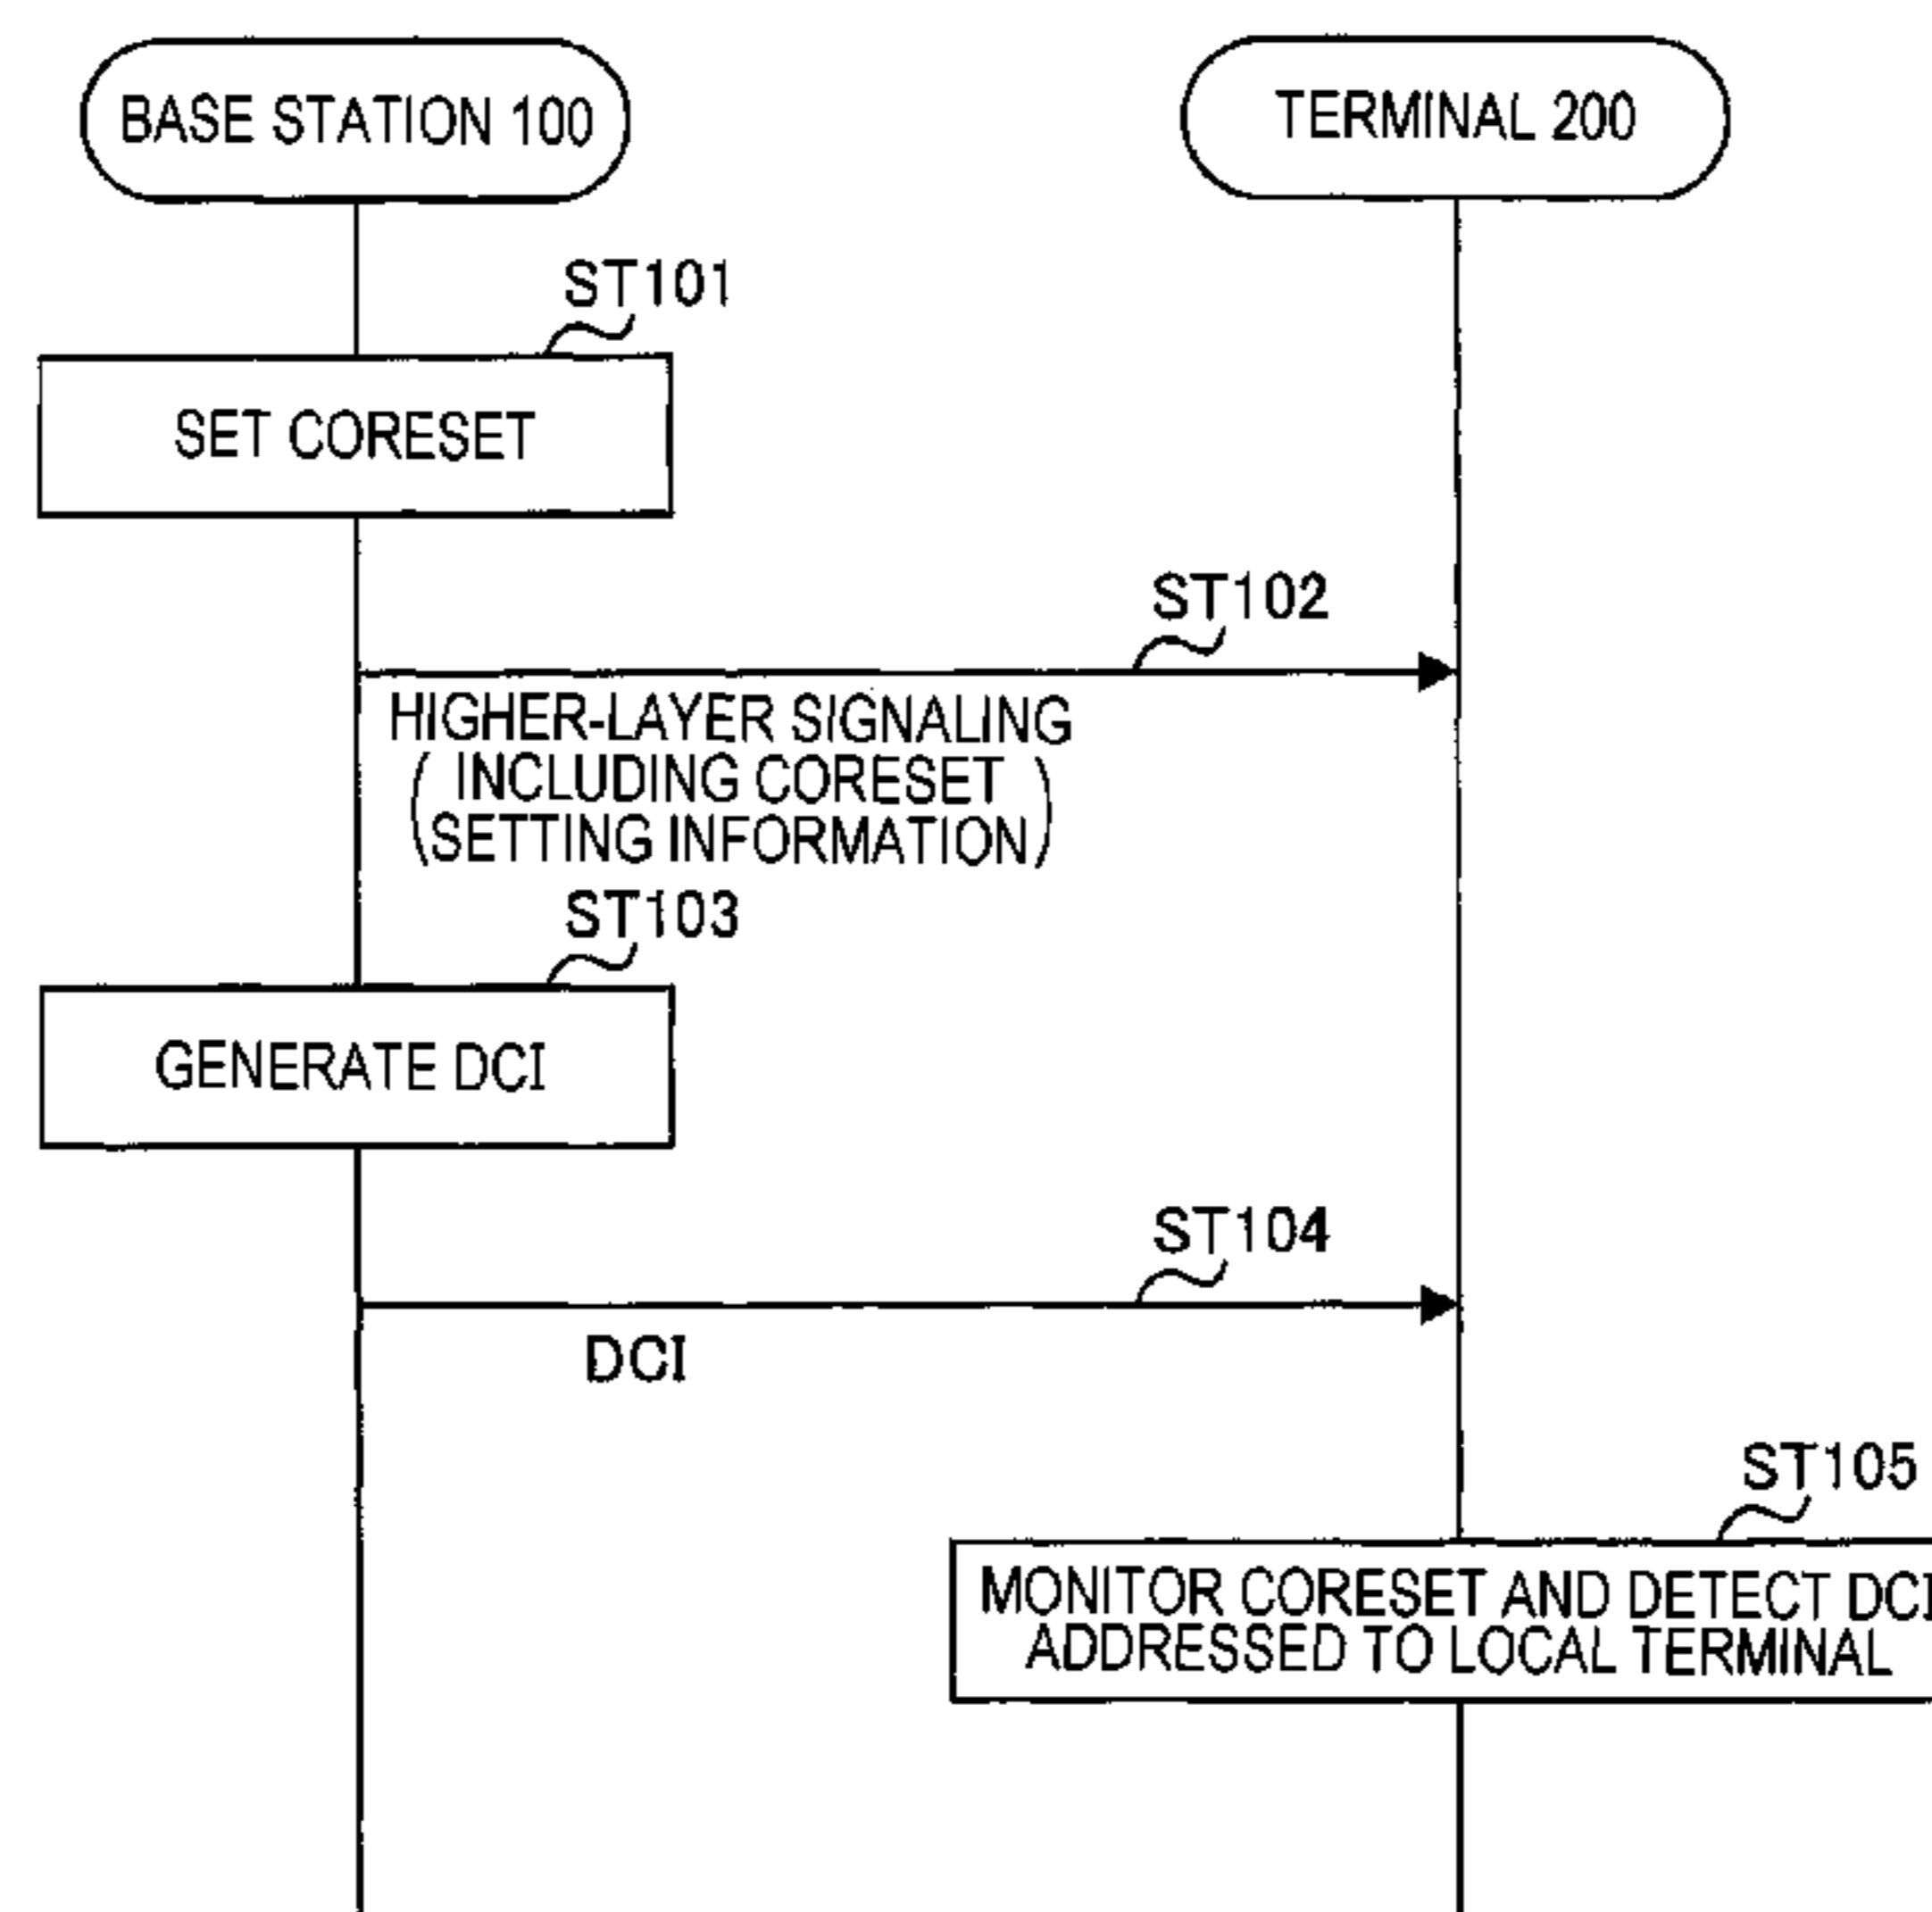 BASE STATION 100
TERMINAL 200
ST101
SET CORESET
ST102
HIGHER-LAYER SIGNALING
(INCLUDING CORESET
SETTING INFORMATION)
ST103
GENERATE DCI
ST104
DCI
ST105
MONITOR CORESET AND DETECT DCI
ADDRESSED TO LOCAL TERMINAL